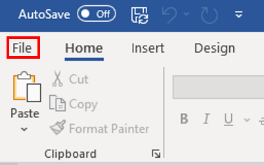 AutoSave Off
File Home Insert Design
Paste
Cut
Copy
Format Painter
B I U
Clipboard